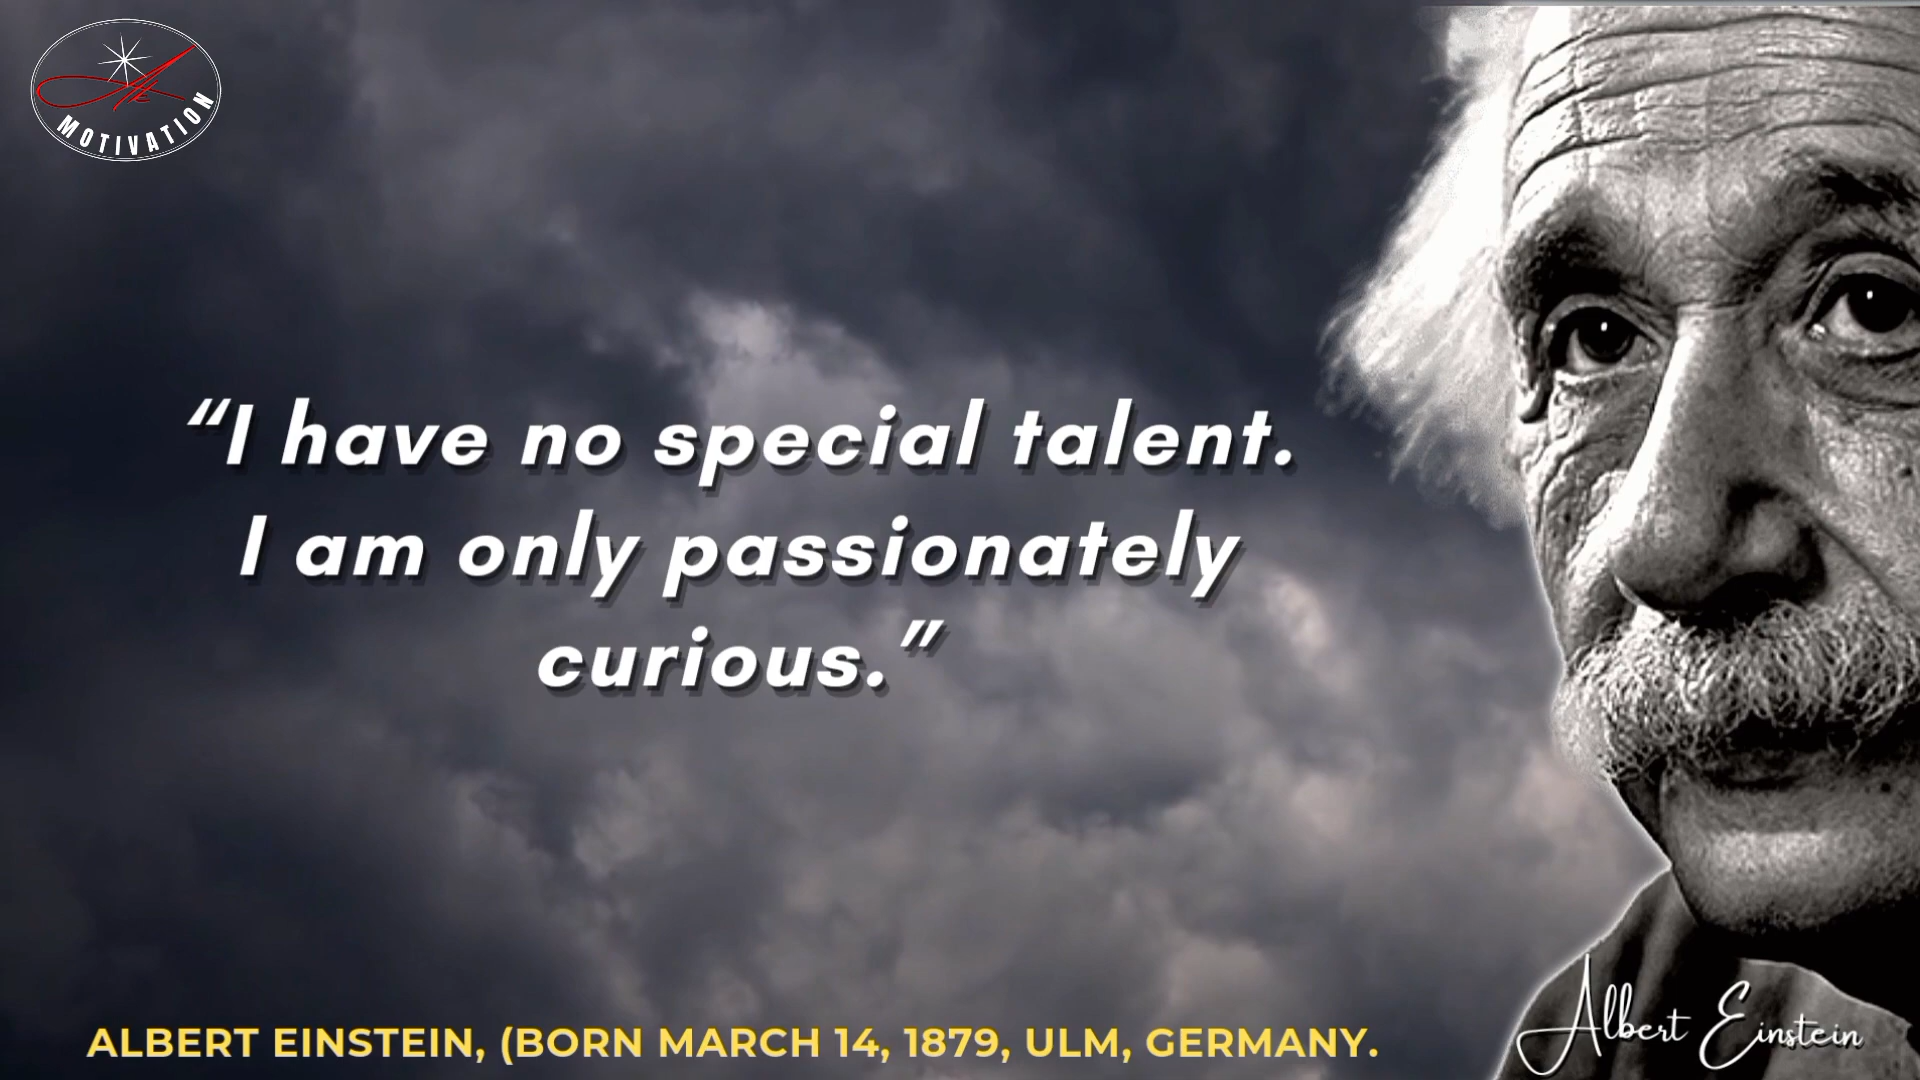 MOTIVATION
“I have no special talent.
I am only passionately
curious.”
ALBERT EINSTEIN, (BORN MARCH 14, 1879, ULM, GERMANY.
Albert Einstein